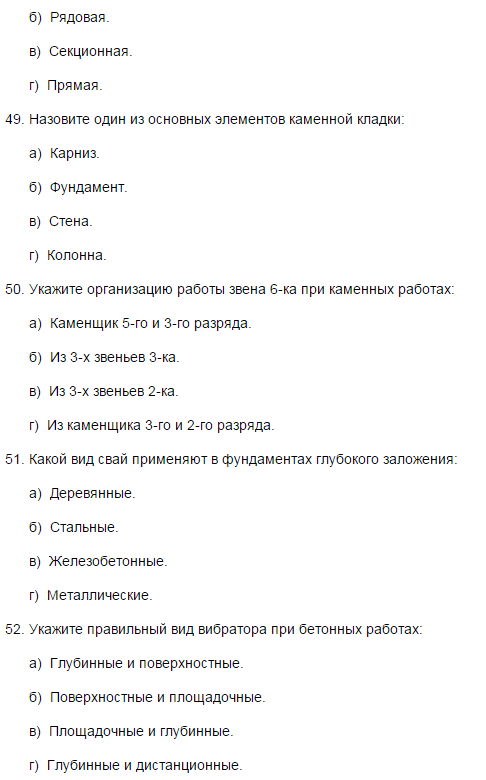 б) Рядовая.
в) Секционная.
г) Прямая.
49. Назовите один из основных элементов каменной кладки:
а) Карниз.
б) Фундамент.
в) Стена.
г) Колонна.
50. Укажите организацию работы звена 6-ка при каменных работах:
а) Каменщик 5-го и 3-го разряда.
б) Из 3-х звеньев 3-ка.
в) Из 3-х звеньев 2-ка.
г) Из каменщика 3-го и 2-го разряда.
51. Какой вид свай применяют в фундаментах глубокого заложения:
а) Деревянные.
б) Стальные.
в) Железобетонные.
г) Металлические.
52. Укажите правильный вид вибратора при бетонных работах:
а) Глубинные и поверхностные.
б) Поверхностные и площадочные.
в) Площадочные и глубинные.
г) Глубинные и дистанционные.